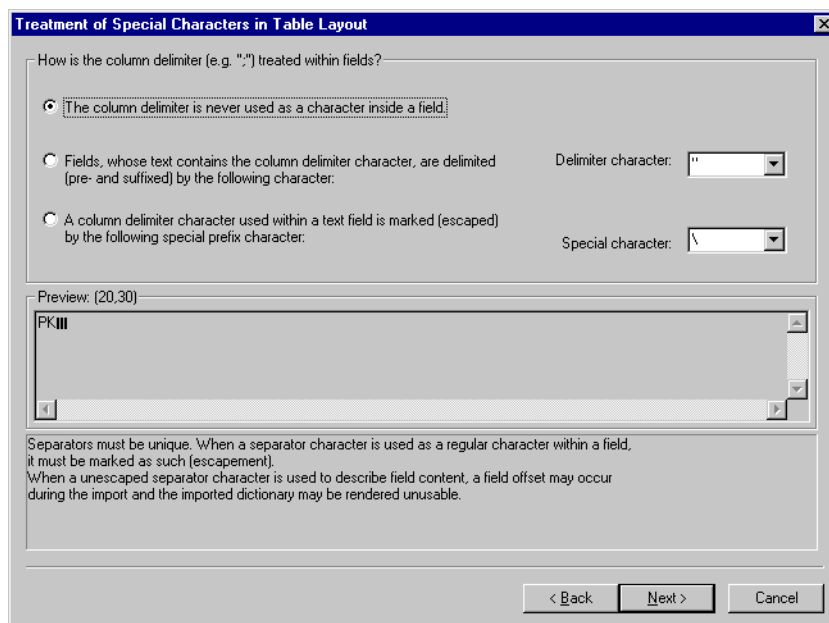 Treatment of Special Characters in Table Layout
How is the column delimiter (e.g. ";") treated within fields?
The column delimiter is never used as a character inside a field.
Fields, whose text contains the column delimiter character, are delimited
(pre- and suffixed) by the following character:
Delimiter character:
"
A column delimiter character used within a text field is marked (escaped)
by the following special prefix character:
Special character:
\
Preview: (20,30)
PK
Separators must be unique. When a separator character is used as a regular character within a field,
it must be marked as such (escapement).
When a unescaped separator character is used to describe field content, a field offset may occur
during the import and the imported dictionary may be rendered unusable.
< Back
Next >
Cancel